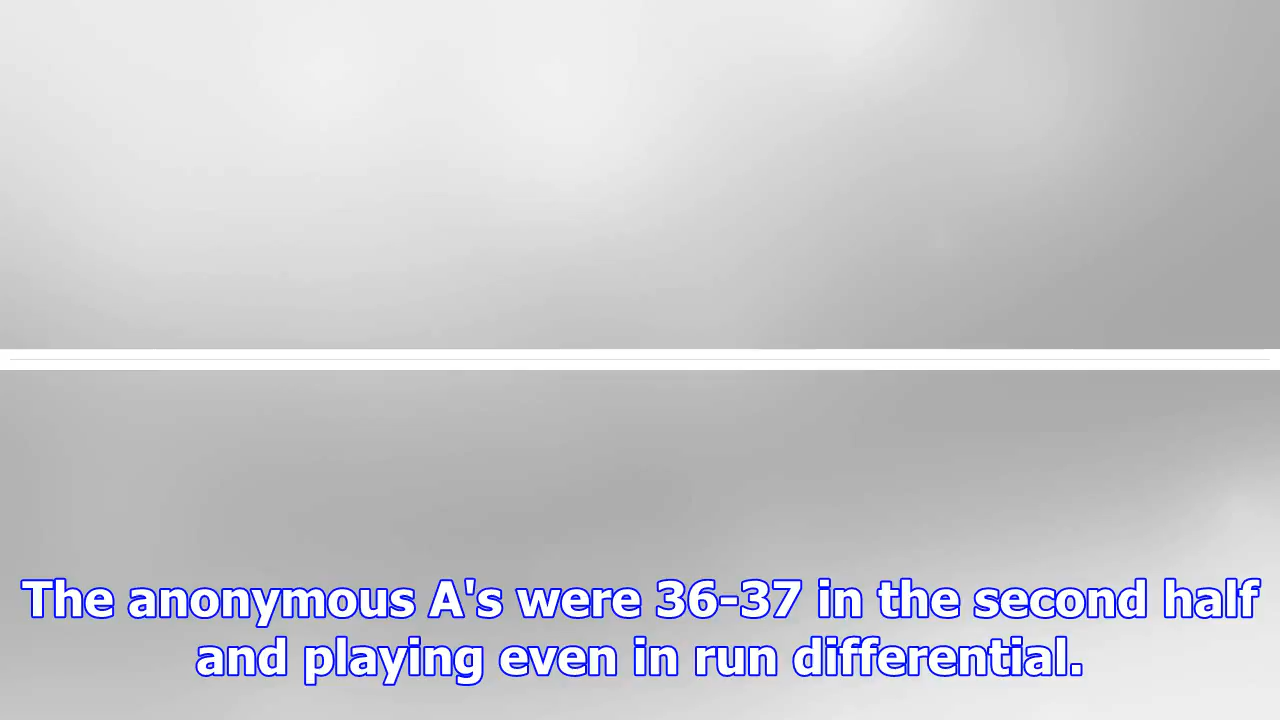 The anonymous A's were 36-37 in the second half
and playing even in run differential.